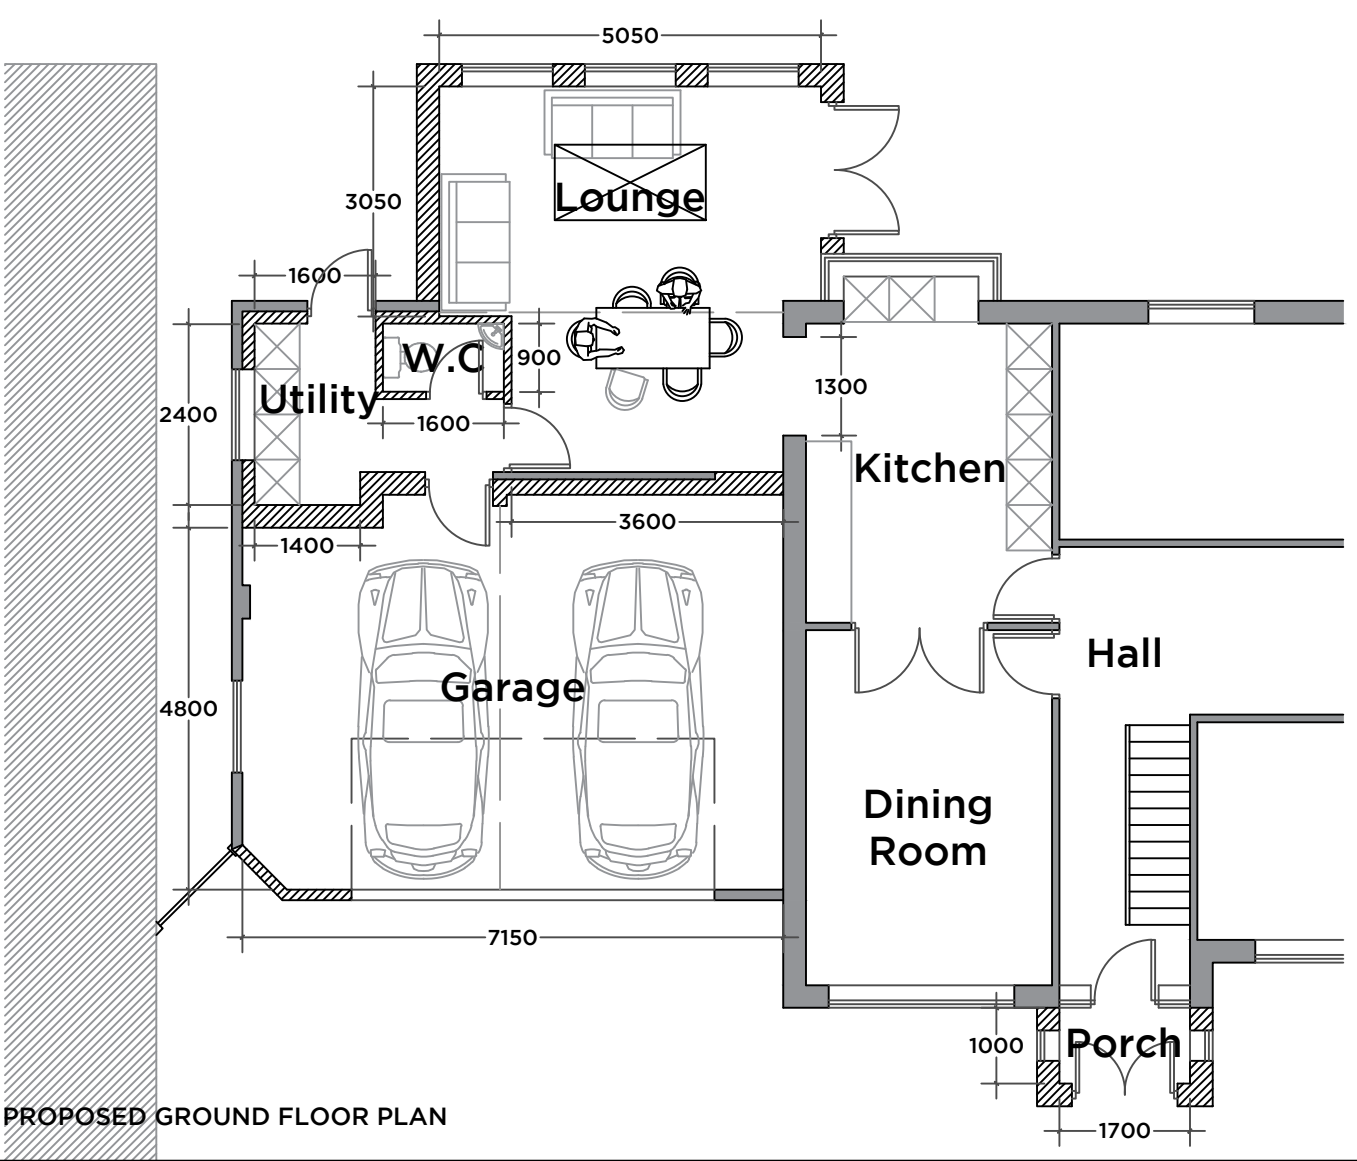 5050
3050
Lounge
1600
W.C
900
Utility
2400
1600
1300
Kitchen
3600
1400
Hall
Garage
4800
Dining
Room
7150
1000
Porch
PROPOSED GROUND FLOOR PLAN
1700